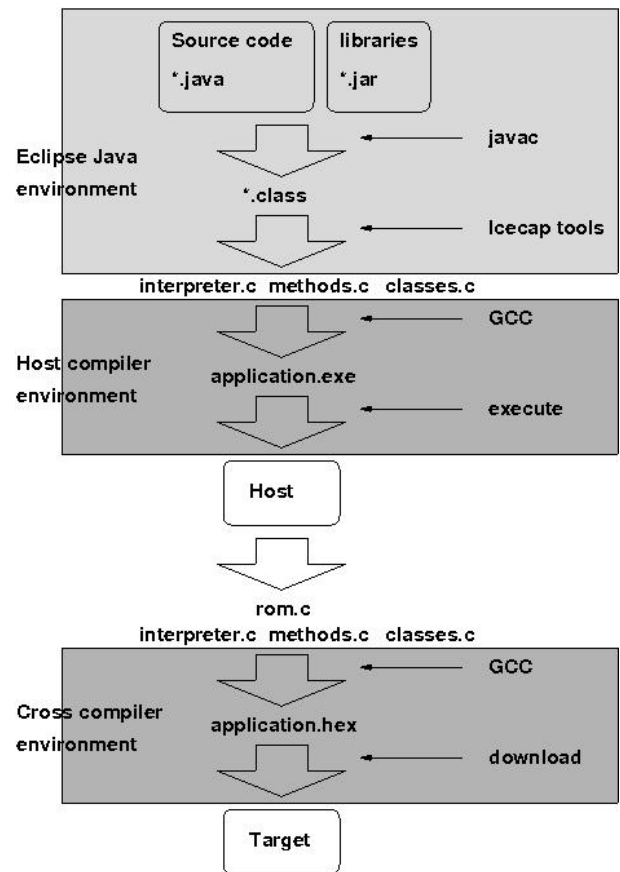 Source code
*.java
libraries
*.jar
javac
Eclipse Java
environment
*.class
Icecap tools
interpreter.c methods.c classes.c
GCC
Host compiler
environment
application.exe
execute
Host
rom.c
interpreter.c methods.c classes.c
GCC
Cross compiler
environment
application.hex
download
Target